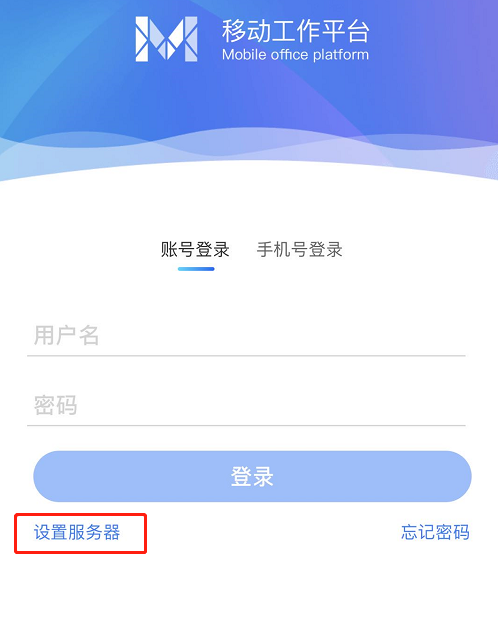 移动工作平台
Mobile office platform
账号登录 手机号登录
用户名
密码
登录
设置服务器 忘记密码